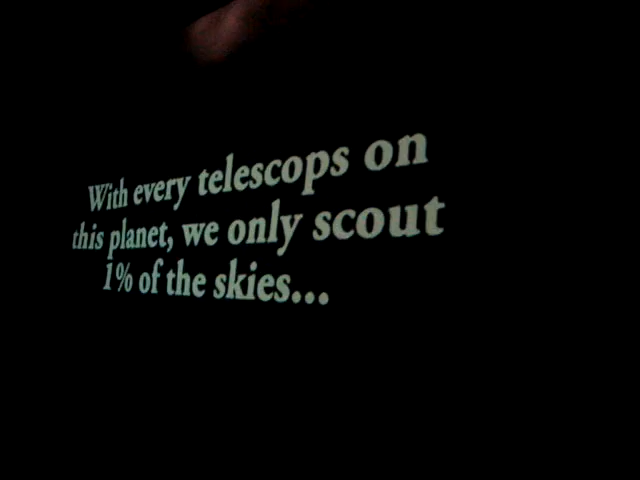 With every telescops on
this planet, we only scout
1% of the skies...